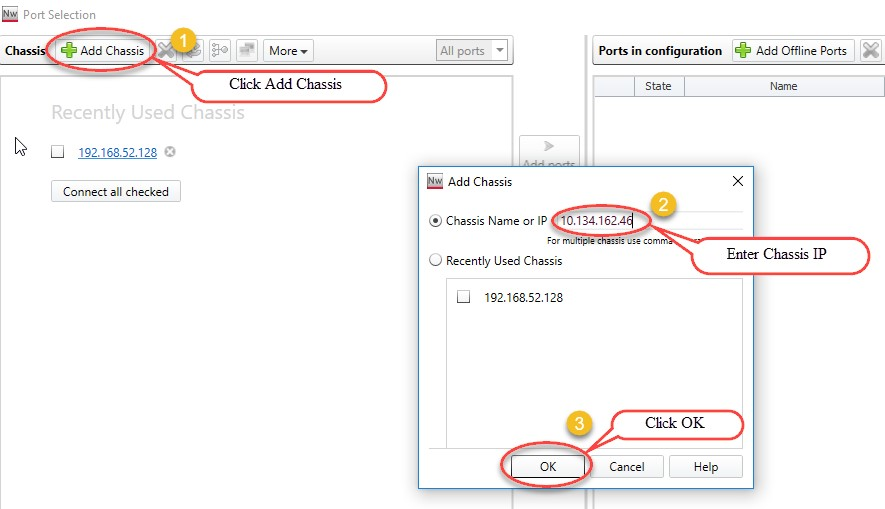 Nw Port Selection
Chassis Add Chassis 1 More All ports Ports in configuration Add Offline Ports
Click Add Chassis
State Name
Recently Used Chassis
192.168.52.128
Add ports
Connect all checked
Nw Add Chassis
2
Chassis Name or IP 10.134.162.46
For multiple chassis use comma
Enter Chassis IP
Recently Used Chassis
192.168.52.128
3 Click OK
OK Cancel Help